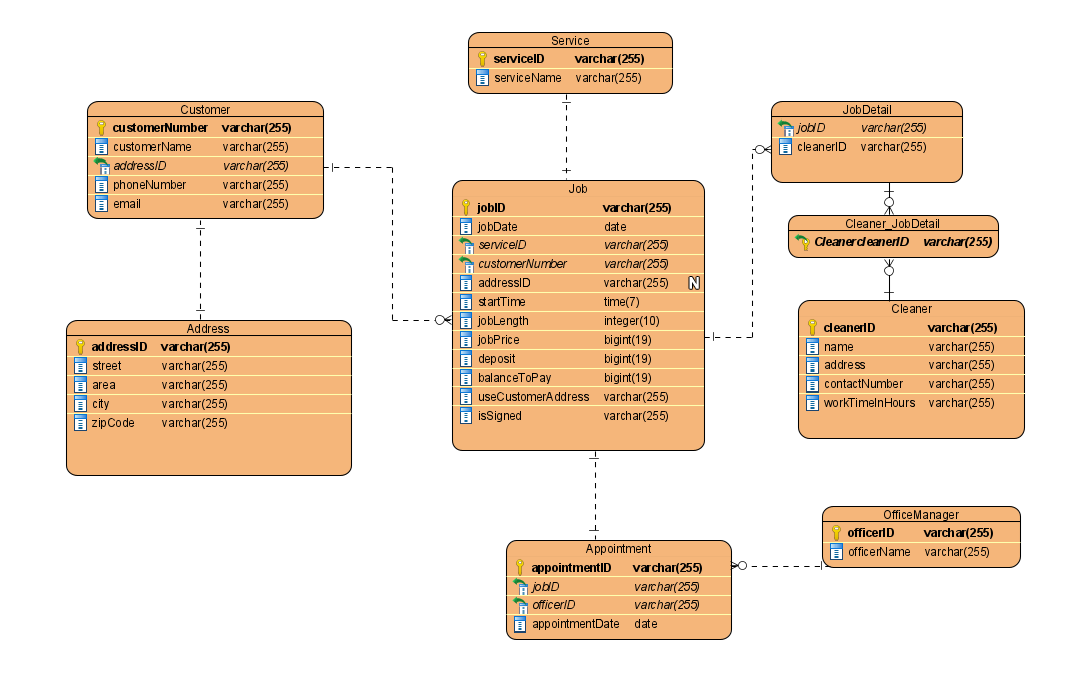 Service
serviceID varchar(255)
serviceName varchar(255)
Customer
customerNumber varchar(255)
customerName varchar(255)
addressID varchar(255)
phoneNumber varchar(255)
email varchar(255)
JobDetail
jobID varchar(255)
cleanerID varchar(255)
Job
jobID varchar(255)
jobDate date
serviceID varchar(255)
customerNumber varchar(255)
addressID varchar(255) N
startTime time(7)
jobLength integer(10)
jobPrice bigint(19)
deposit bigint(19)
balanceToPay bigint(19)
useCustomerAddress varchar(255)
isSigned varchar(255)
Cleaner_JobDetail
CleanercleanerID varchar(255)
Address
addressID varchar(255)
street varchar(255)
area varchar(255)
city varchar(255)
zipCode varchar(255)
Cleaner
cleanerID varchar(255)
name varchar(255)
address varchar(255)
contactNumber varchar(255)
workTimeInHours varchar(255)
OfficeManager
officerID varchar(255)
officerName varchar(255)
Appointment
appointmentID varchar(255)
jobID varchar(255)
officerID varchar(255)
appointmentDate date